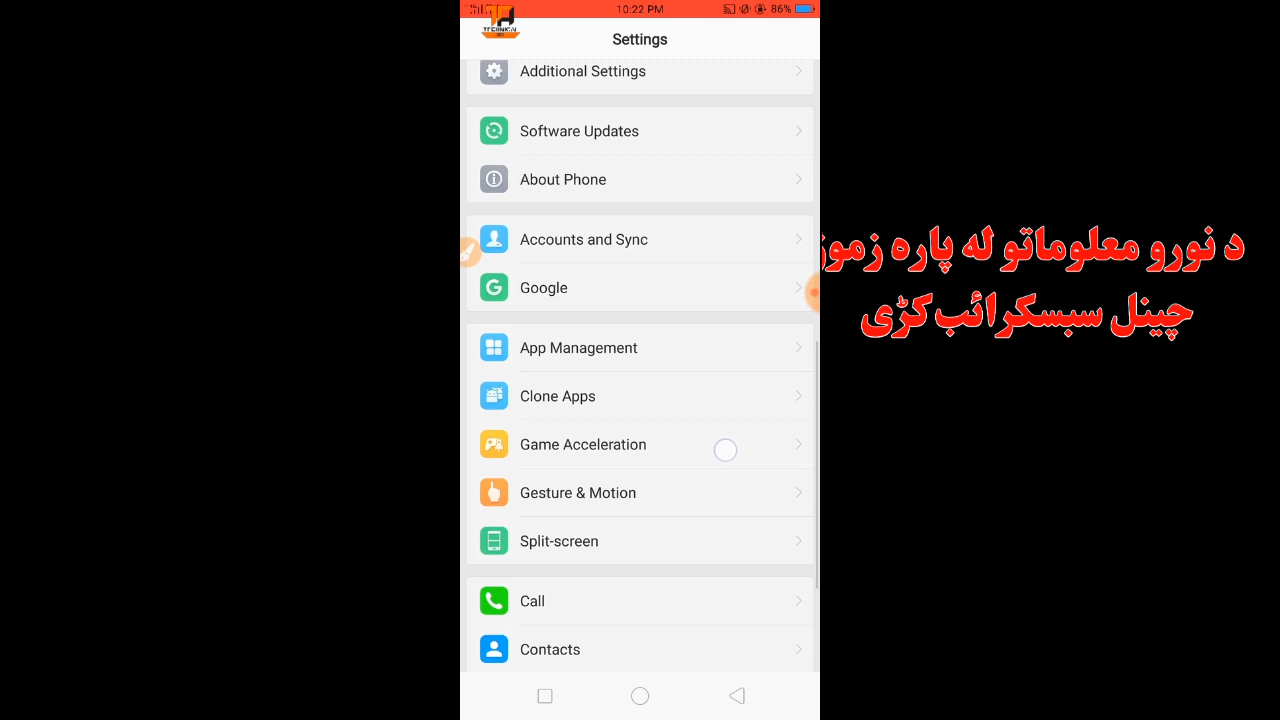 10:22 PM
86%
TECHNICAL
Settings
Additional Settings
Software Updates
About Phone
Accounts and Sync
Google
App Management
Clone Apps
Game Acceleration
Gesture & Motion
Split-screen
Call
Contacts
د نورو معلوماتو له پاره زموږ
چینل سبسکرائب کړی